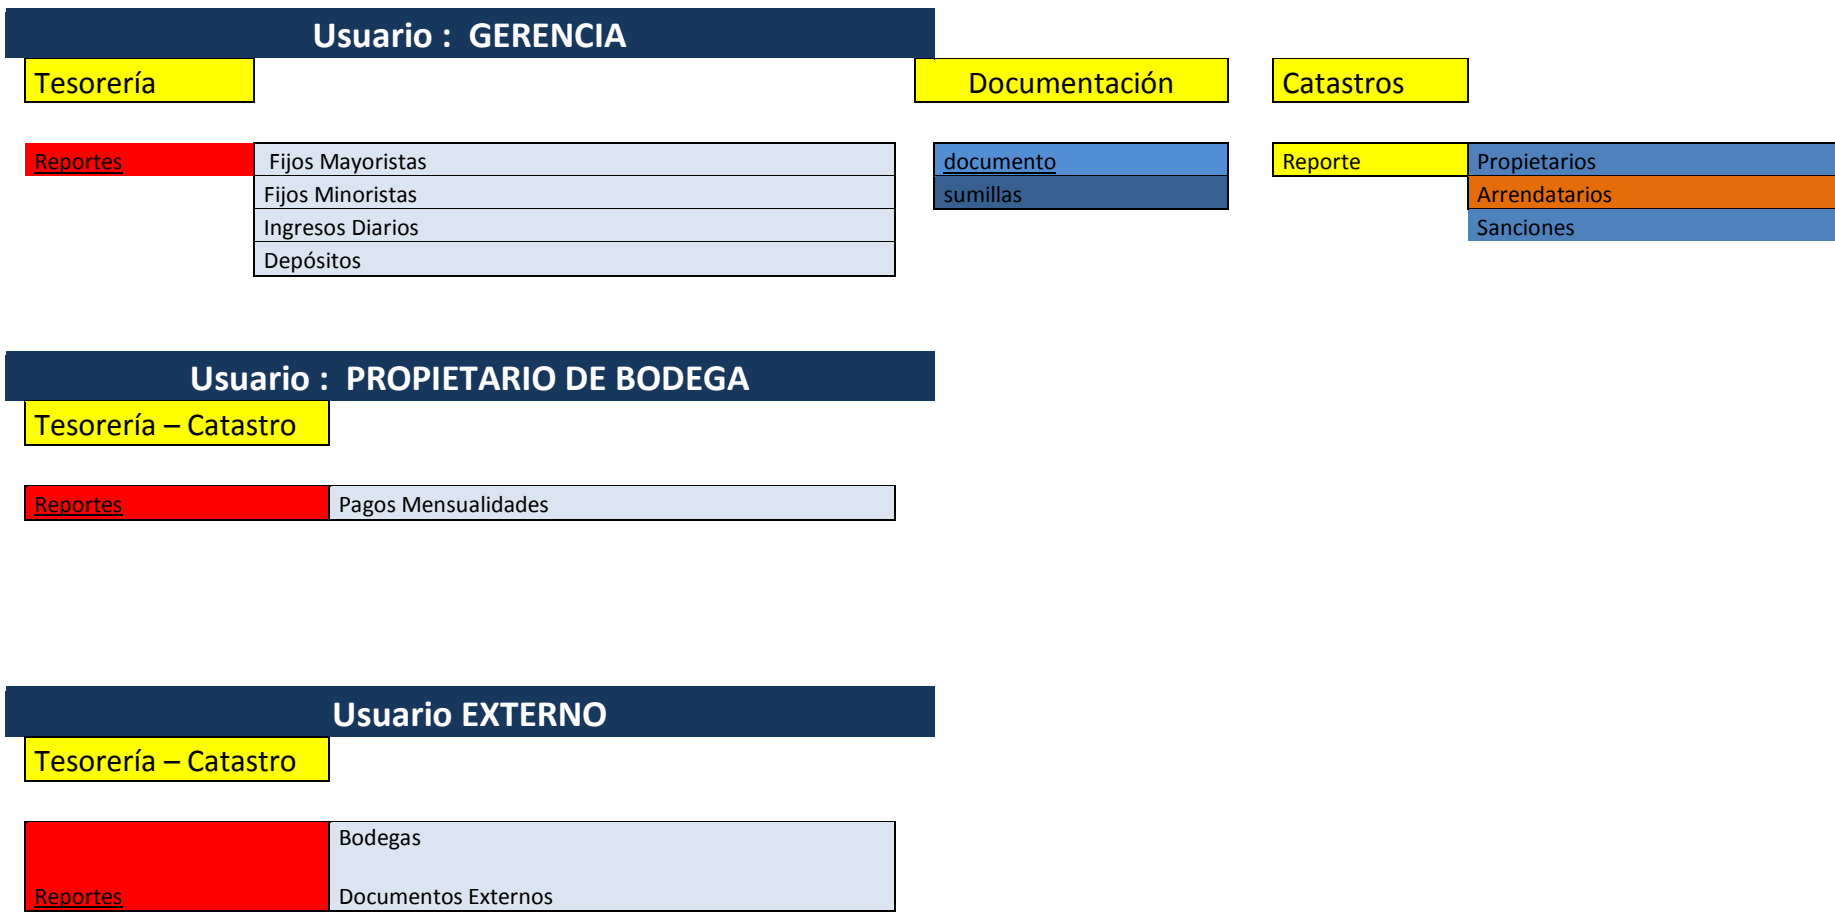 Usuario : GERENCIA
Tesorería Documentación Catastros
Reportes Fijos Mayoristas documento Reporte Propietarios
Fijos Minoristas sumillas Arrendatarios
Ingresos Diarios Sanciones
Depósitos
Usuario : PROPIETARIO DE BODEGA
Tesorería – Catastro
Reportes Pagos Mensualidades
Usuario EXTERNO
Tesorería – Catastro
Bodegas
Reportes Documentos Externos